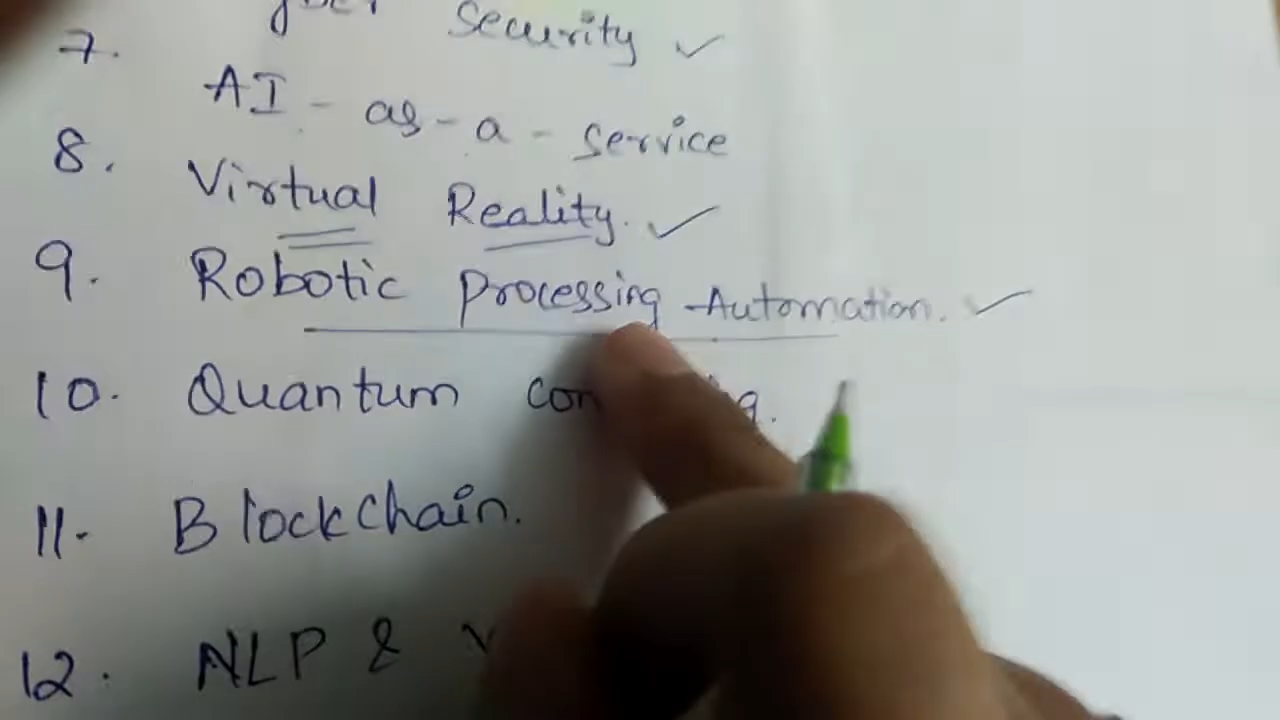 Security ✓
7. AI - as - a - Service
8. Virtual Reality. ✓
9. Robotic Processing Automation. ✓
10. Quantum
11. Blockchain.
12. NLP &